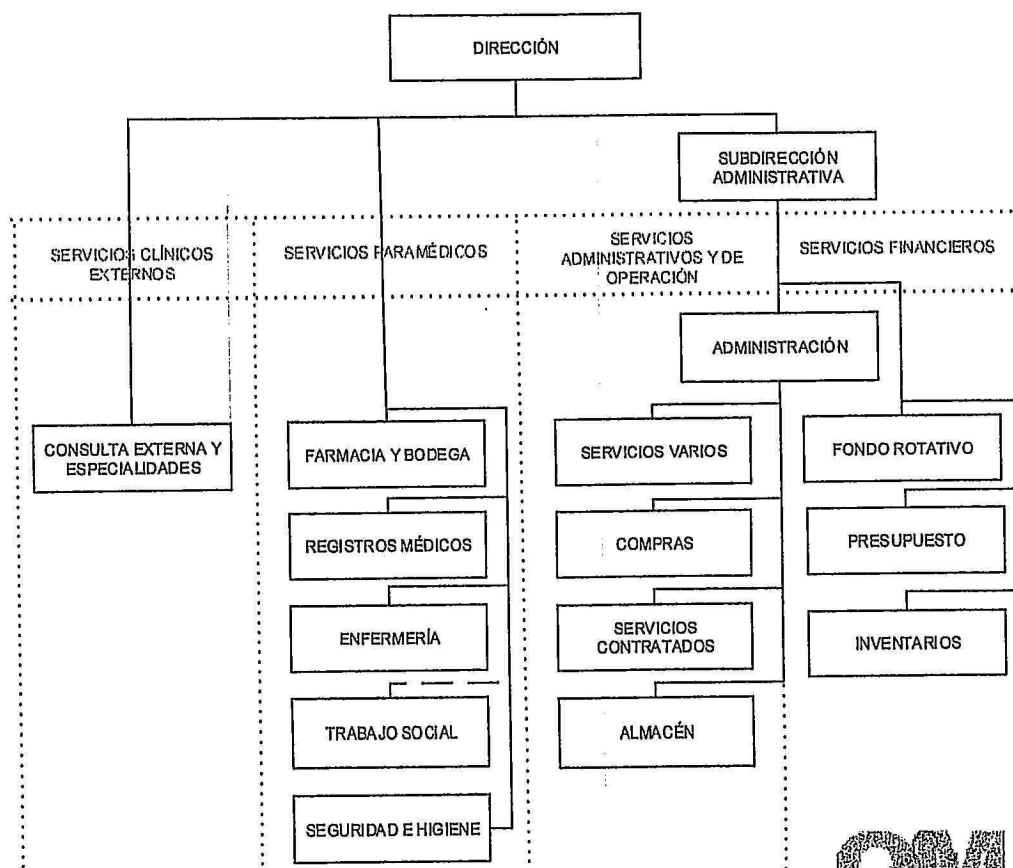 DIRECCIÓN
SUBDIRECCIÓN
ADMINISTRATIVA
SERVICIOS CLÍNICOS
EXTERNOS
SERVICIOS PARAMÉDICOS
SERVICIOS
ADMINISTRATIVOS Y DE
OPERACIÓN
SERVICIOS FINANCIEROS
ADMINISTRACIÓN
CONSULTA EXTERNA Y
ESPECIALIDADES
FARMACIA Y BODEGA
SERVICIOS VARIOS
FONDO ROTATIVO
REGISTROS MÉDICOS
COMPRAS
PRESUPUESTO
ENFERMERÍA
SERVICIOS
CONTRATADOS
INVENTARIOS
TRABAJO SOCIAL
ALMACÉN
SEGURIDAD E HIGIENE